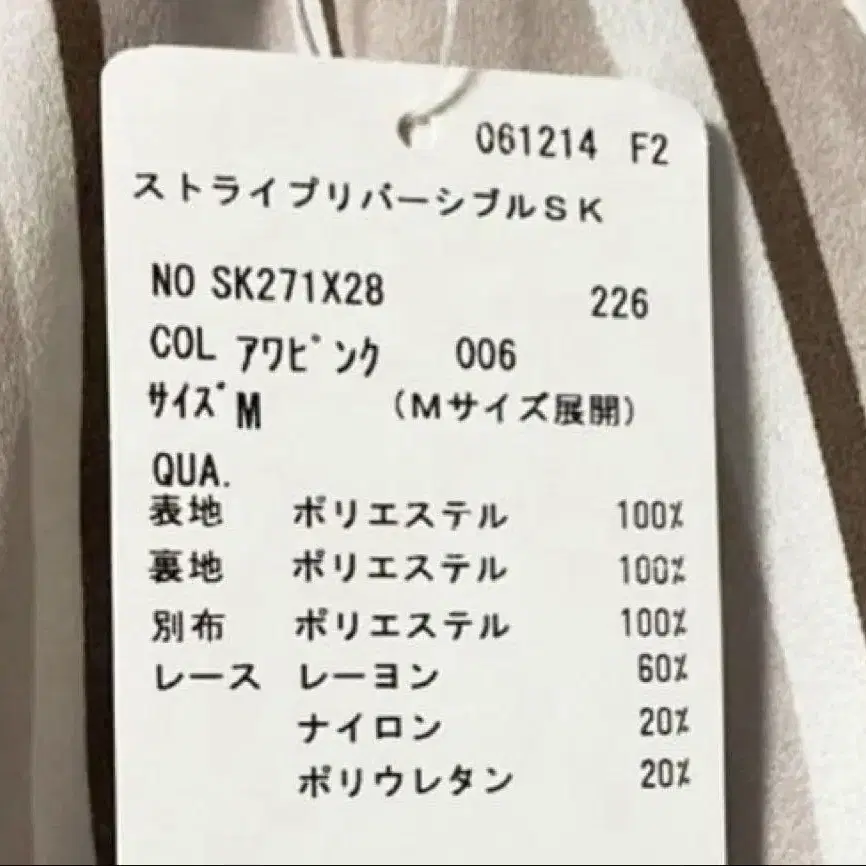 061214 F2
ストライプリバーシブルSK
NO SK271X28 226
COL ｱﾜﾋﾟﾝｸ 006
ｻｲｽﾞ M (Mサイズ展開)
QUA.
表地 ポリエステル 100%
裏地 ポリエステル 100%
別布 ポリエステル 100%
レース レーヨン 60%
ナイロン 20%
ポリウレタン 20%